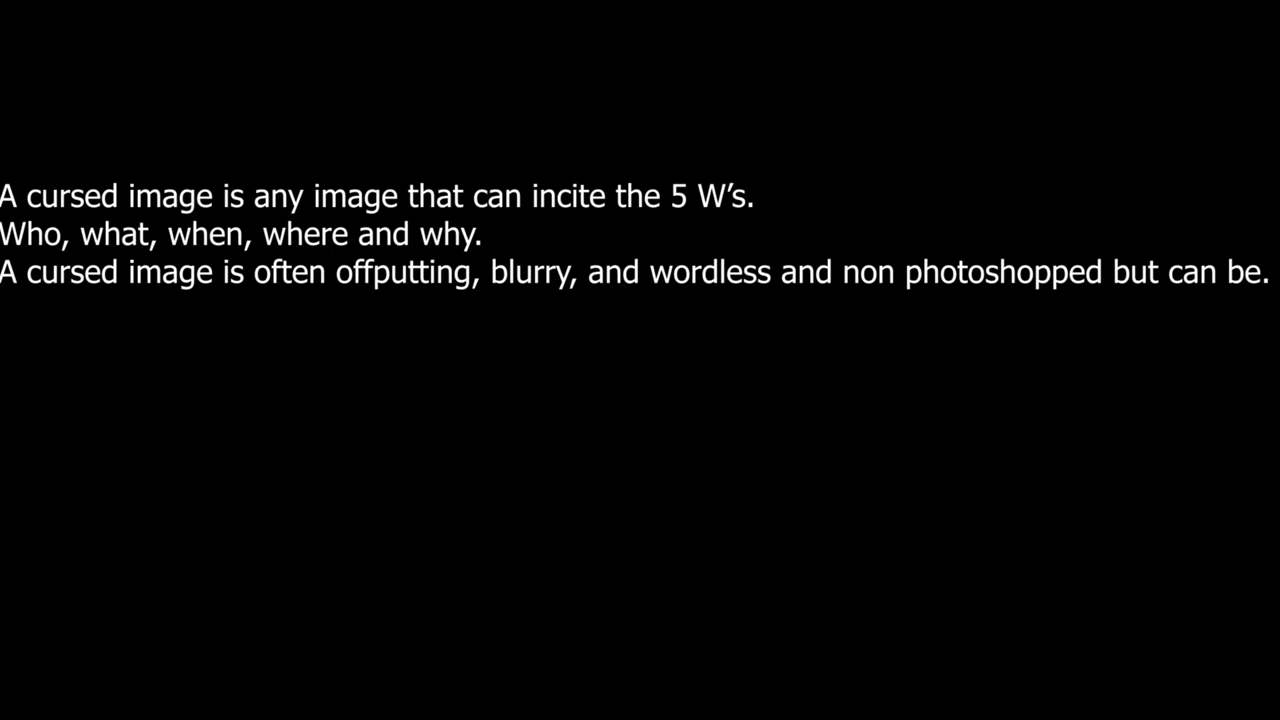 A cursed image is any image that can incite the 5 W’s.
Who, what, when, where and why.
A cursed image is often offputting, blurry, and wordless and non photoshopped but can be.